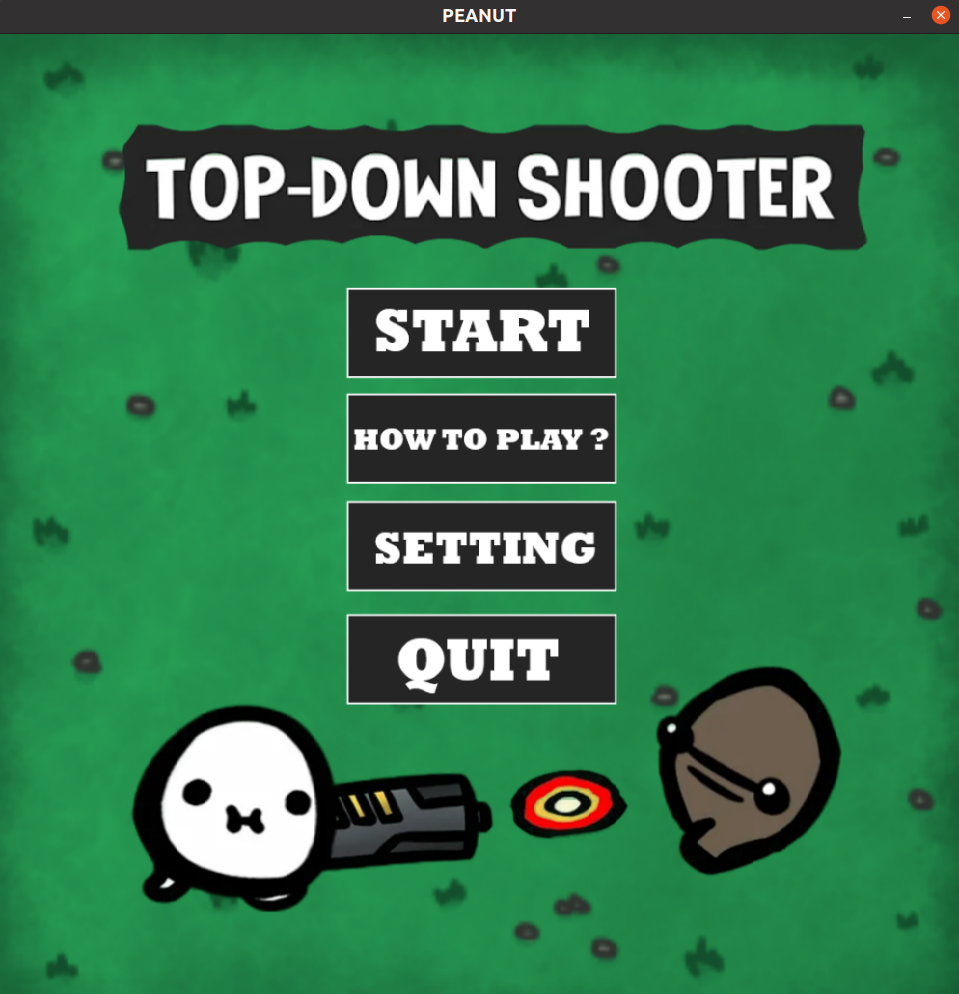 PEANUT
TOP-DOWN SHOOTER
START
HOW TO PLAY ?
SETTING
QUIT